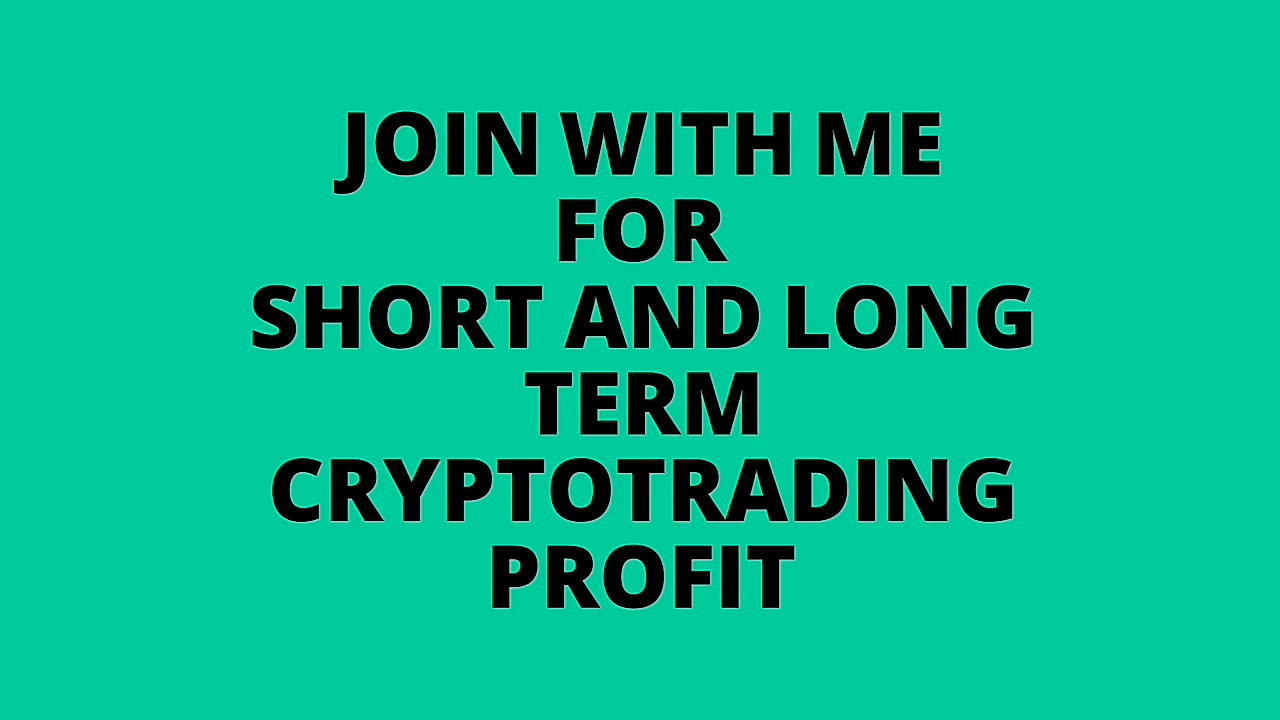 JOIN WITH ME
FOR
SHORT AND LONG
TERM
CRYPTOTRADING
PROFIT